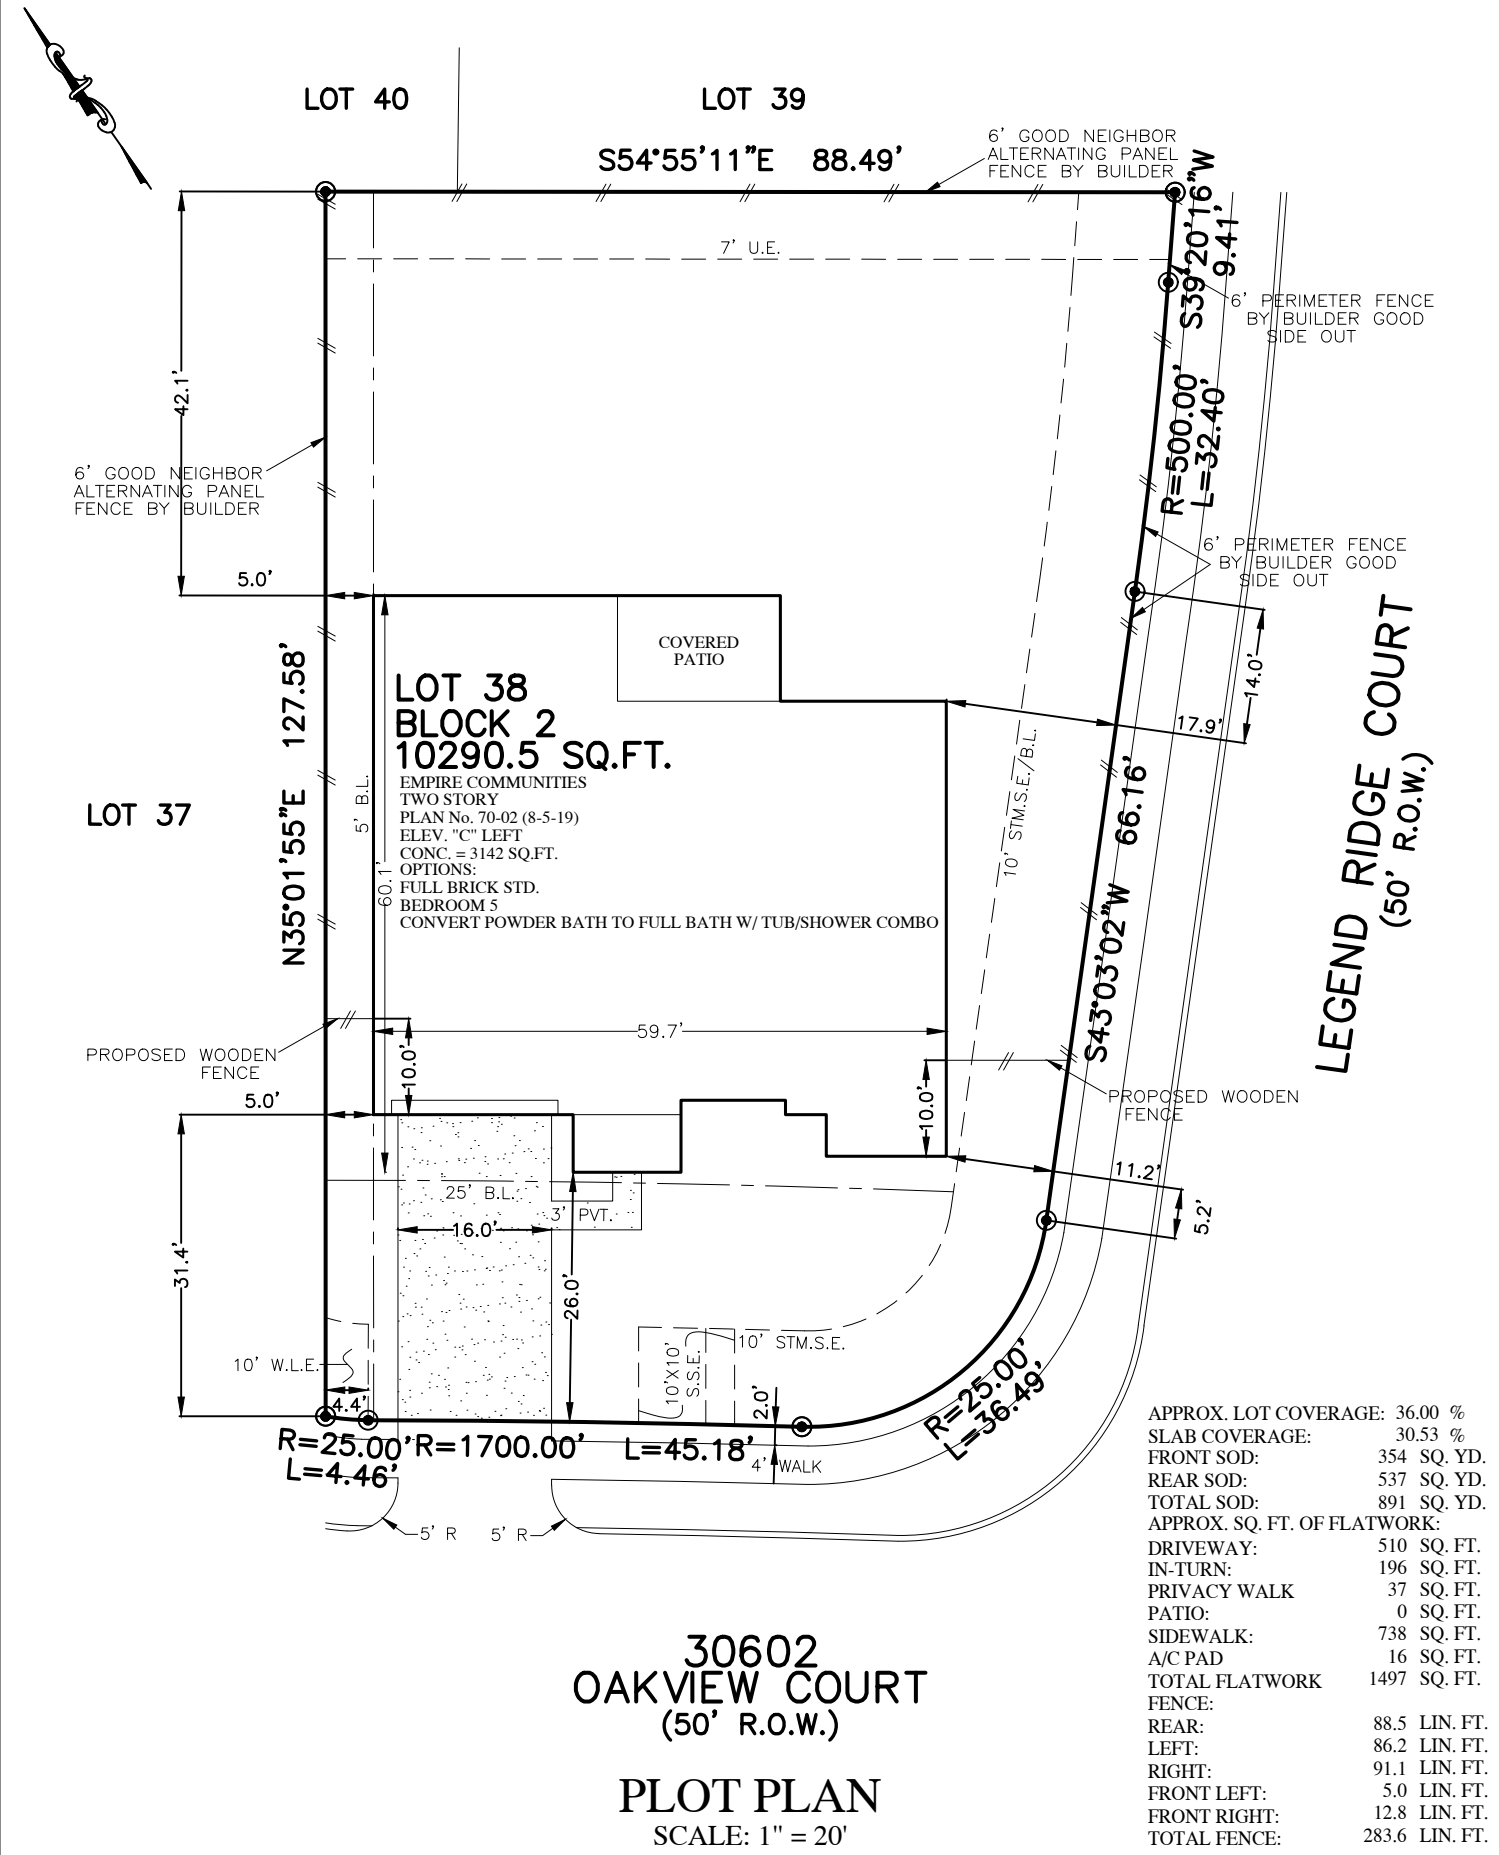 LOT 40
LOT 39
S54°55'11"E 88.49'
6' GOOD NEIGHBOR
ALTERNATING PANEL
FENCE BY BUILDER
S39°20'16"W
9.41'
7' U.E.
6' PERIMETER FENCE
BY BUILDER GOOD
SIDE OUT
R=500.00'
L=32.40'
42.1'
6' GOOD NEIGHBOR
ALTERNATING PANEL
FENCE BY BUILDER
6' PERIMETER FENCE
BY BUILDER GOOD
SIDE OUT
5.0'
COVERED
PATIO
14.0'
17.9'
LOT 38
BLOCK 2
10290.5 SQ.FT.
EMPIRE COMMUNITIES
TWO STORY
PLAN No. 70-02 (8-5-19)
ELEV. "C" LEFT
CONC. = 3142 SQ.FT.
OPTIONS:
FULL BRICK STD.
BEDROOM 5
CONVERT POWDER BATH TO FULL BATH W/ TUB/SHOWER COMBO
LOT 37
N35°01'55"E 127.58'
5' B.L.
60.1'
10' STM.S.E./B.L.
S43°03'02"W 66.16'
LEGEND RIDGE COURT
(50' R.O.W.)
59.7'
PROPOSED WOODEN
FENCE
10.0'
10.0'
PROPOSED WOODEN
FENCE
5.0'
11.2'
5.2'
25' B.L.
3' PVT.
16.0'
31.4'
26.0'
10' W.L.E.
4.4'
10'X10'
S.S.E.
10' STM.S.E.
2.0'
R=25.00'
L=36.49'
R=25.00'
L=4.46'
R=1700.00' L=45.18'
4' WALK
5' R
5' R
APPROX. LOT COVERAGE: 36.00 %
SLAB COVERAGE: 30.53 %
FRONT SOD: 354 SQ. YD.
REAR SOD: 537 SQ. YD.
TOTAL SOD: 891 SQ. YD.
APPROX. SQ. FT. OF FLATWORK:
DRIVEWAY: 510 SQ. FT.
IN-TURN: 196 SQ. FT.
PRIVACY WALK 37 SQ. FT.
PATIO: 0 SQ. FT.
SIDEWALK: 738 SQ. FT.
A/C PAD 16 SQ. FT.
TOTAL FLATWORK 1497 SQ. FT.
FENCE:
REAR: 88.5 LIN. FT.
LEFT: 86.2 LIN. FT.
RIGHT: 91.1 LIN. FT.
FRONT LEFT: 5.0 LIN. FT.
FRONT RIGHT: 12.8 LIN. FT.
TOTAL FENCE: 283.6 LIN. FT.
30602
OAKVIEW COURT
(50' R.O.W.)
PLOT PLAN
SCALE: 1" = 20'